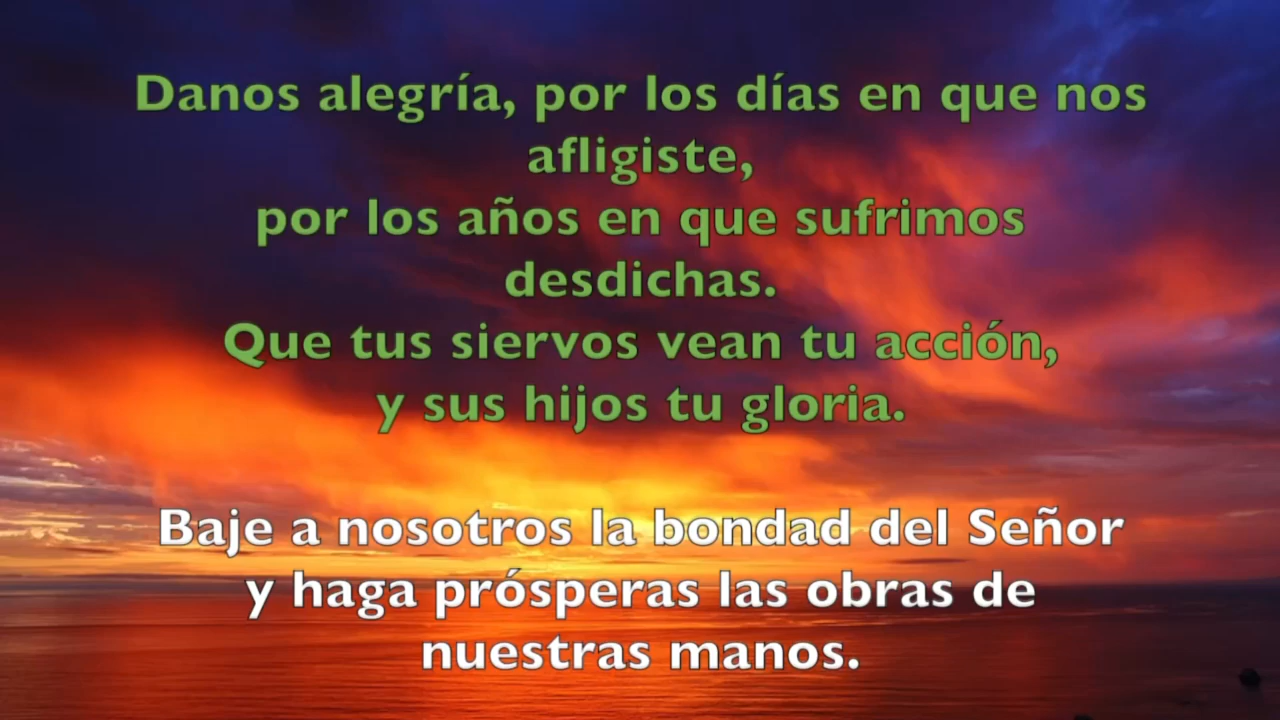 Danos alegría, por los días en que nos
afligiste,
por los años en que sufrimos
desdichas.
Que tus siervos vean tu acción,
y sus hijos tu gloria.
Baje a nosotros la bondad del Señor
y haga prósperas las obras de
nuestras manos.